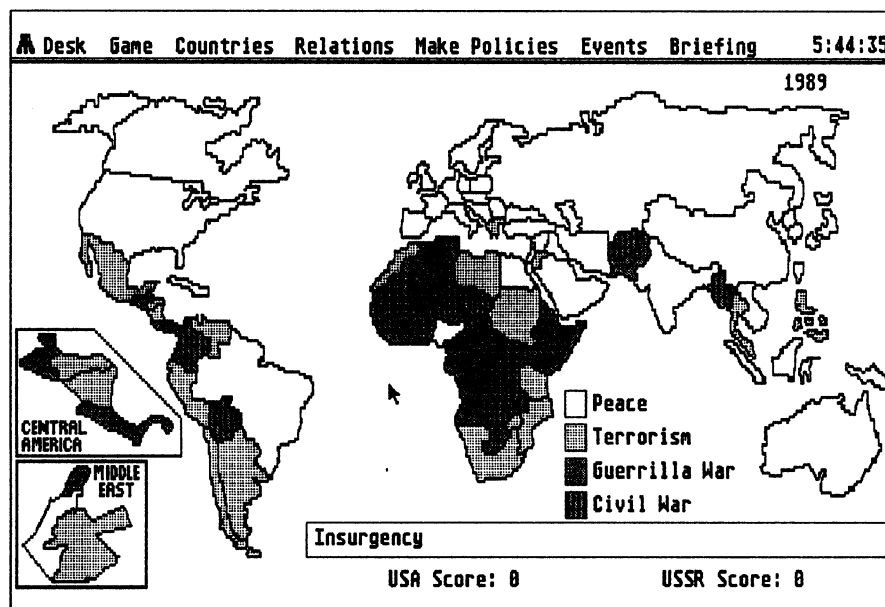 Desk Game Countries Relations Make Policies Events Briefing 5:44:35
1989
Peace
Terrorism
Guerrilla War
Civil War
CENTRAL
AMERICA
MIDDLE
EAST
Insurgency
USA Score: 0 USSR Score: 0